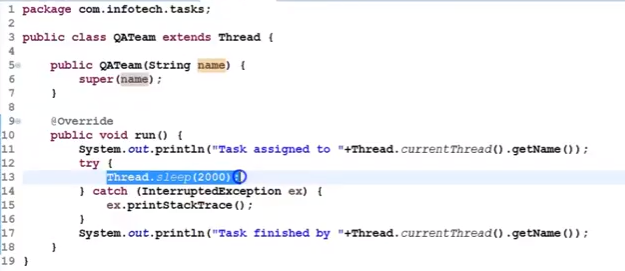 1 package com.infotech.tasks;
2
3 public class QATeam extends Thread {
4
5     public QATeam(String name) {
6         super(name);
7     }
8
9     @Override
10     public void run() {
11         System.out.println("Task assigned to "+Thread.currentThread().getName());
12         try {
13             Thread.sleep(2000);
14         } catch (InterruptedException ex) {
15             ex.printStackTrace();
16         }
17         System.out.println("Task finished by "+Thread.currentThread().getName());
18     }
19 }